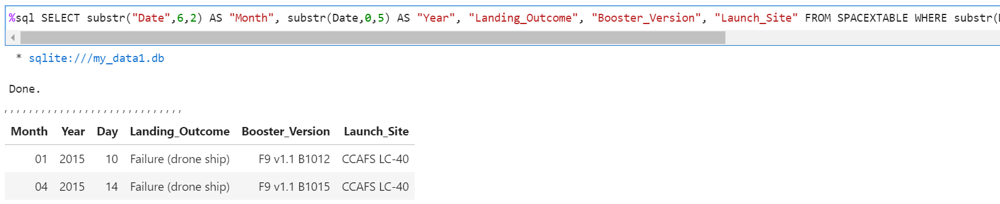 %sql SELECT substr("Date",6,2) AS "Month", substr(Date,0,5) AS "Year", "Landing_Outcome", "Booster_Version", "Launch_Site" FROM SPACEXTABLE WHERE substr(
* sqlite:///my_data1.db
Done.
,,,,,,,,,,,,,,,,,,,,,,,,,,,,,
Month Year Day Landing_Outcome Booster_Version Launch_Site
01 2015 10 Failure (drone ship) F9 v1.1 B1012 CCAFS LC-40
04 2015 14 Failure (drone ship) F9 v1.1 B1015 CCAFS LC-40